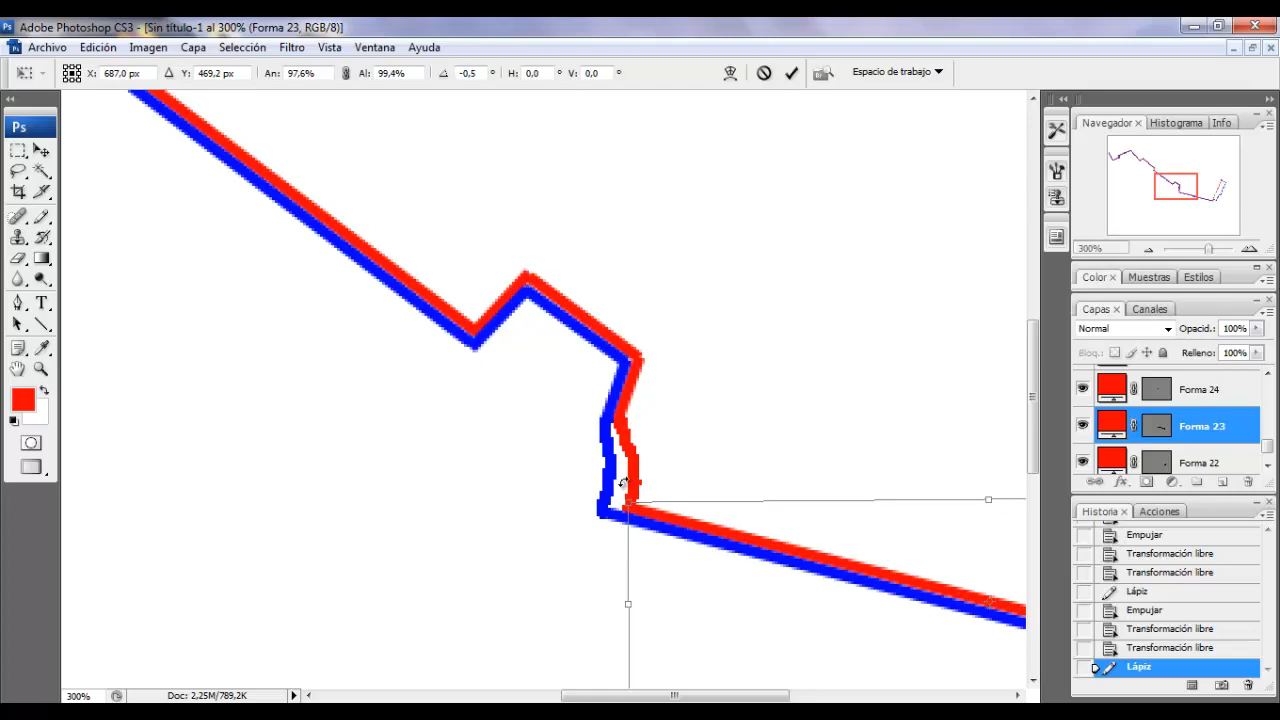 Ps Adobe Photoshop CS3 - [Sin título-1 al 300% (Forma 23, RGB/8)]
Ps Archivo Edición Imagen Capa Selección Filtro Vista Ventana Ayuda
X: 687,0 px Y: 469,2 px An: 97,6% Al: 99,4% -0,5 ° H: 0,0 ° V: 0,0 ° Br Espacio de trabajo
Ps
T
Navegador Histograma Info
300%
Color Muestras Estilos
Capas Canales
Normal Opacid.: 100%
Bloq.: Relleno: 100%
Forma 24
Forma 23
Forma 22
Historia Acciones
Empujar
Transformación libre
Transformación libre
Lápiz
Empujar
Transformación libre
Transformación libre
Lápiz
300% Doc: 2,25M/789,2K